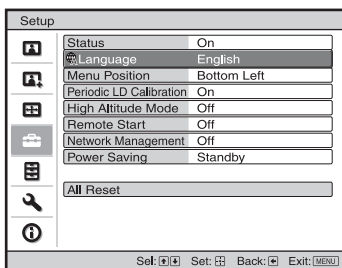 Setup
Status On
Language English
Menu Position Bottom Left
Periodic LD Calibration On
High Altitude Mode Off
Remote Start Off
Network Management Off
Power Saving Standby
All Reset
Sel: Set: Back: Exit: MENU